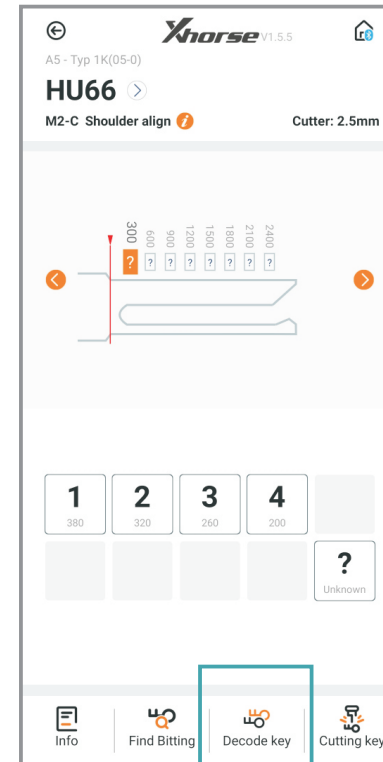 Xhorse V1.5.5
A5 - Typ 1K(05-0)
HU66
M2-C Shoulder align i Cutter: 2.5mm
300 600 900 1200 1500 1800 2100 2400
? ? ? ? ? ? ? ?
1 2 3 4
380 320 260 200
?
Unknown
Info Find Bitting Decode key Cutting key